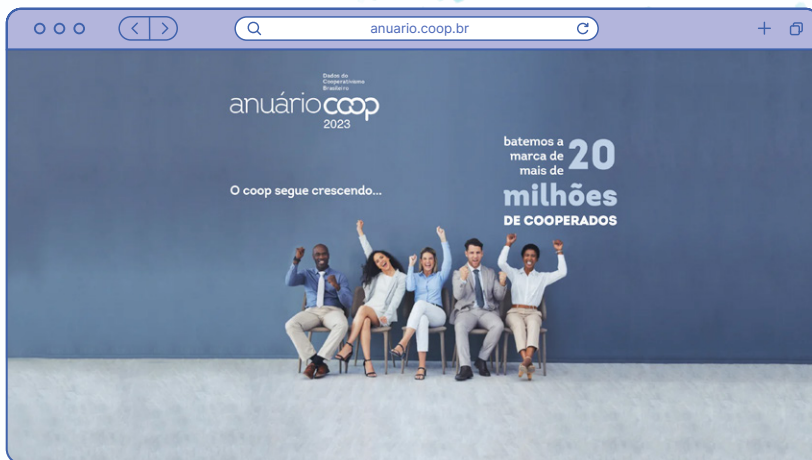 anuario.coop.br
Dados do
Cooperativismo
Brasileiro
anuáriocoop
2023
O coop segue crescendo...
batemos a
marca de
mais de
20
milhões
DE COOPERADOS